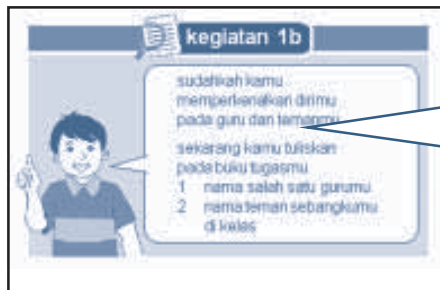 kegiatan 1b
sudahkah kamu
memperkenalkan dirimu
pada guru dan temanmu
sekarang kamu tuliskan
pada buku tugasmu
1 nama salah satu gurumu
2 nama teman sebangkumu
di kelas